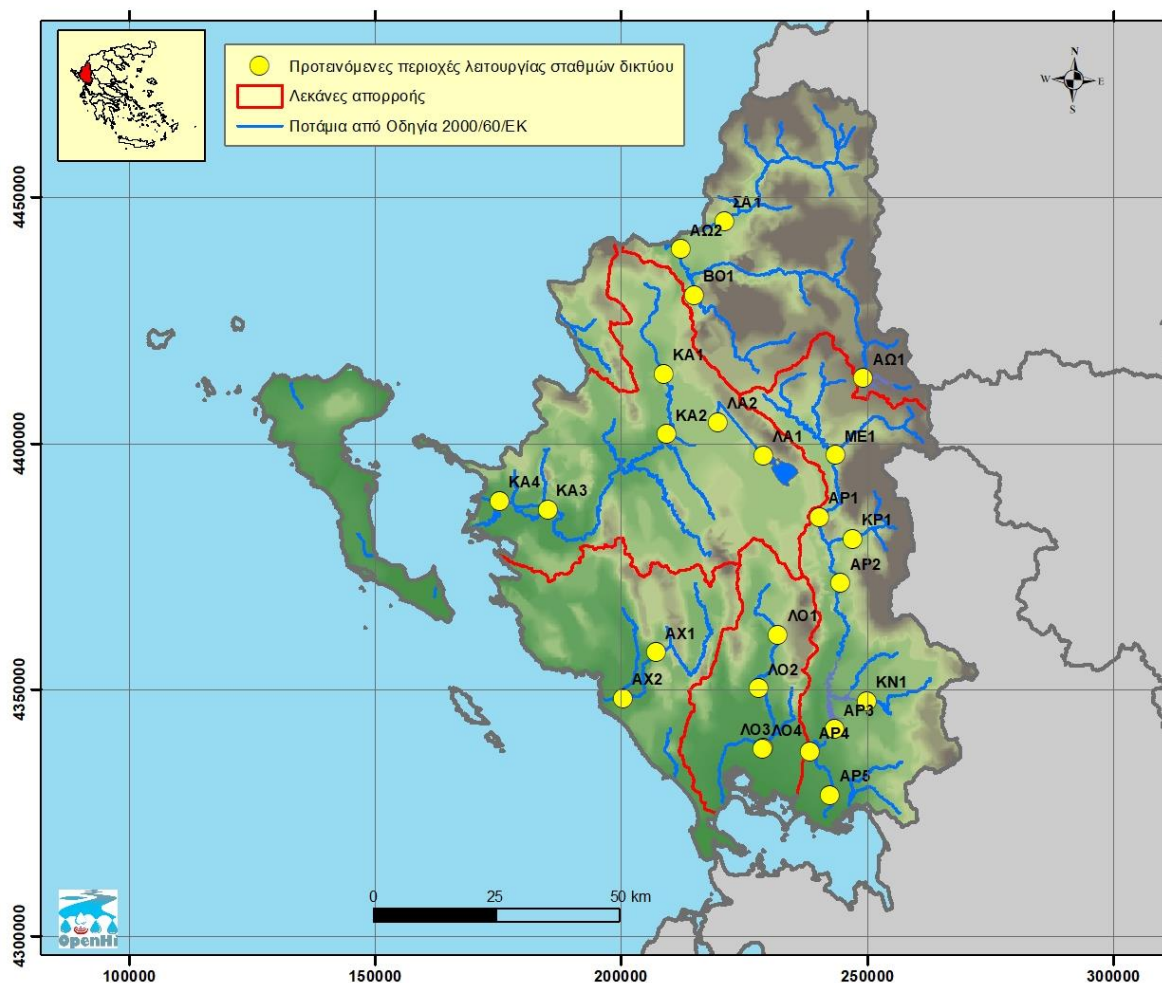 Προτεινόμενες περιοχές λειτουργίας σταθμών δικτύου
Λεκάνες απορροής
Ποτάμια από Οδηγία 2000/60/ΕΚ
N
W E
S
4450000
4400000
4350000
4300000
ΣΑ1
ΑΩ2
ΒΟ1
ΑΩ1
ΚΑ1
ΛΑ2
ΚΑ2
ΛΑ1
ΜΕ1
ΚΑ4
ΚΑ3
ΑΡ1
ΚΡ1
ΑΡ2
ΛΟ1
ΑΧ1
ΛΟ2
ΑΧ2
ΚΝ1
ΑΡ3
ΛΟ3
ΛΟ4
ΑΡ4
ΑΡ5
0 25 50 km
OpenHi
100000 150000 200000 250000 300000